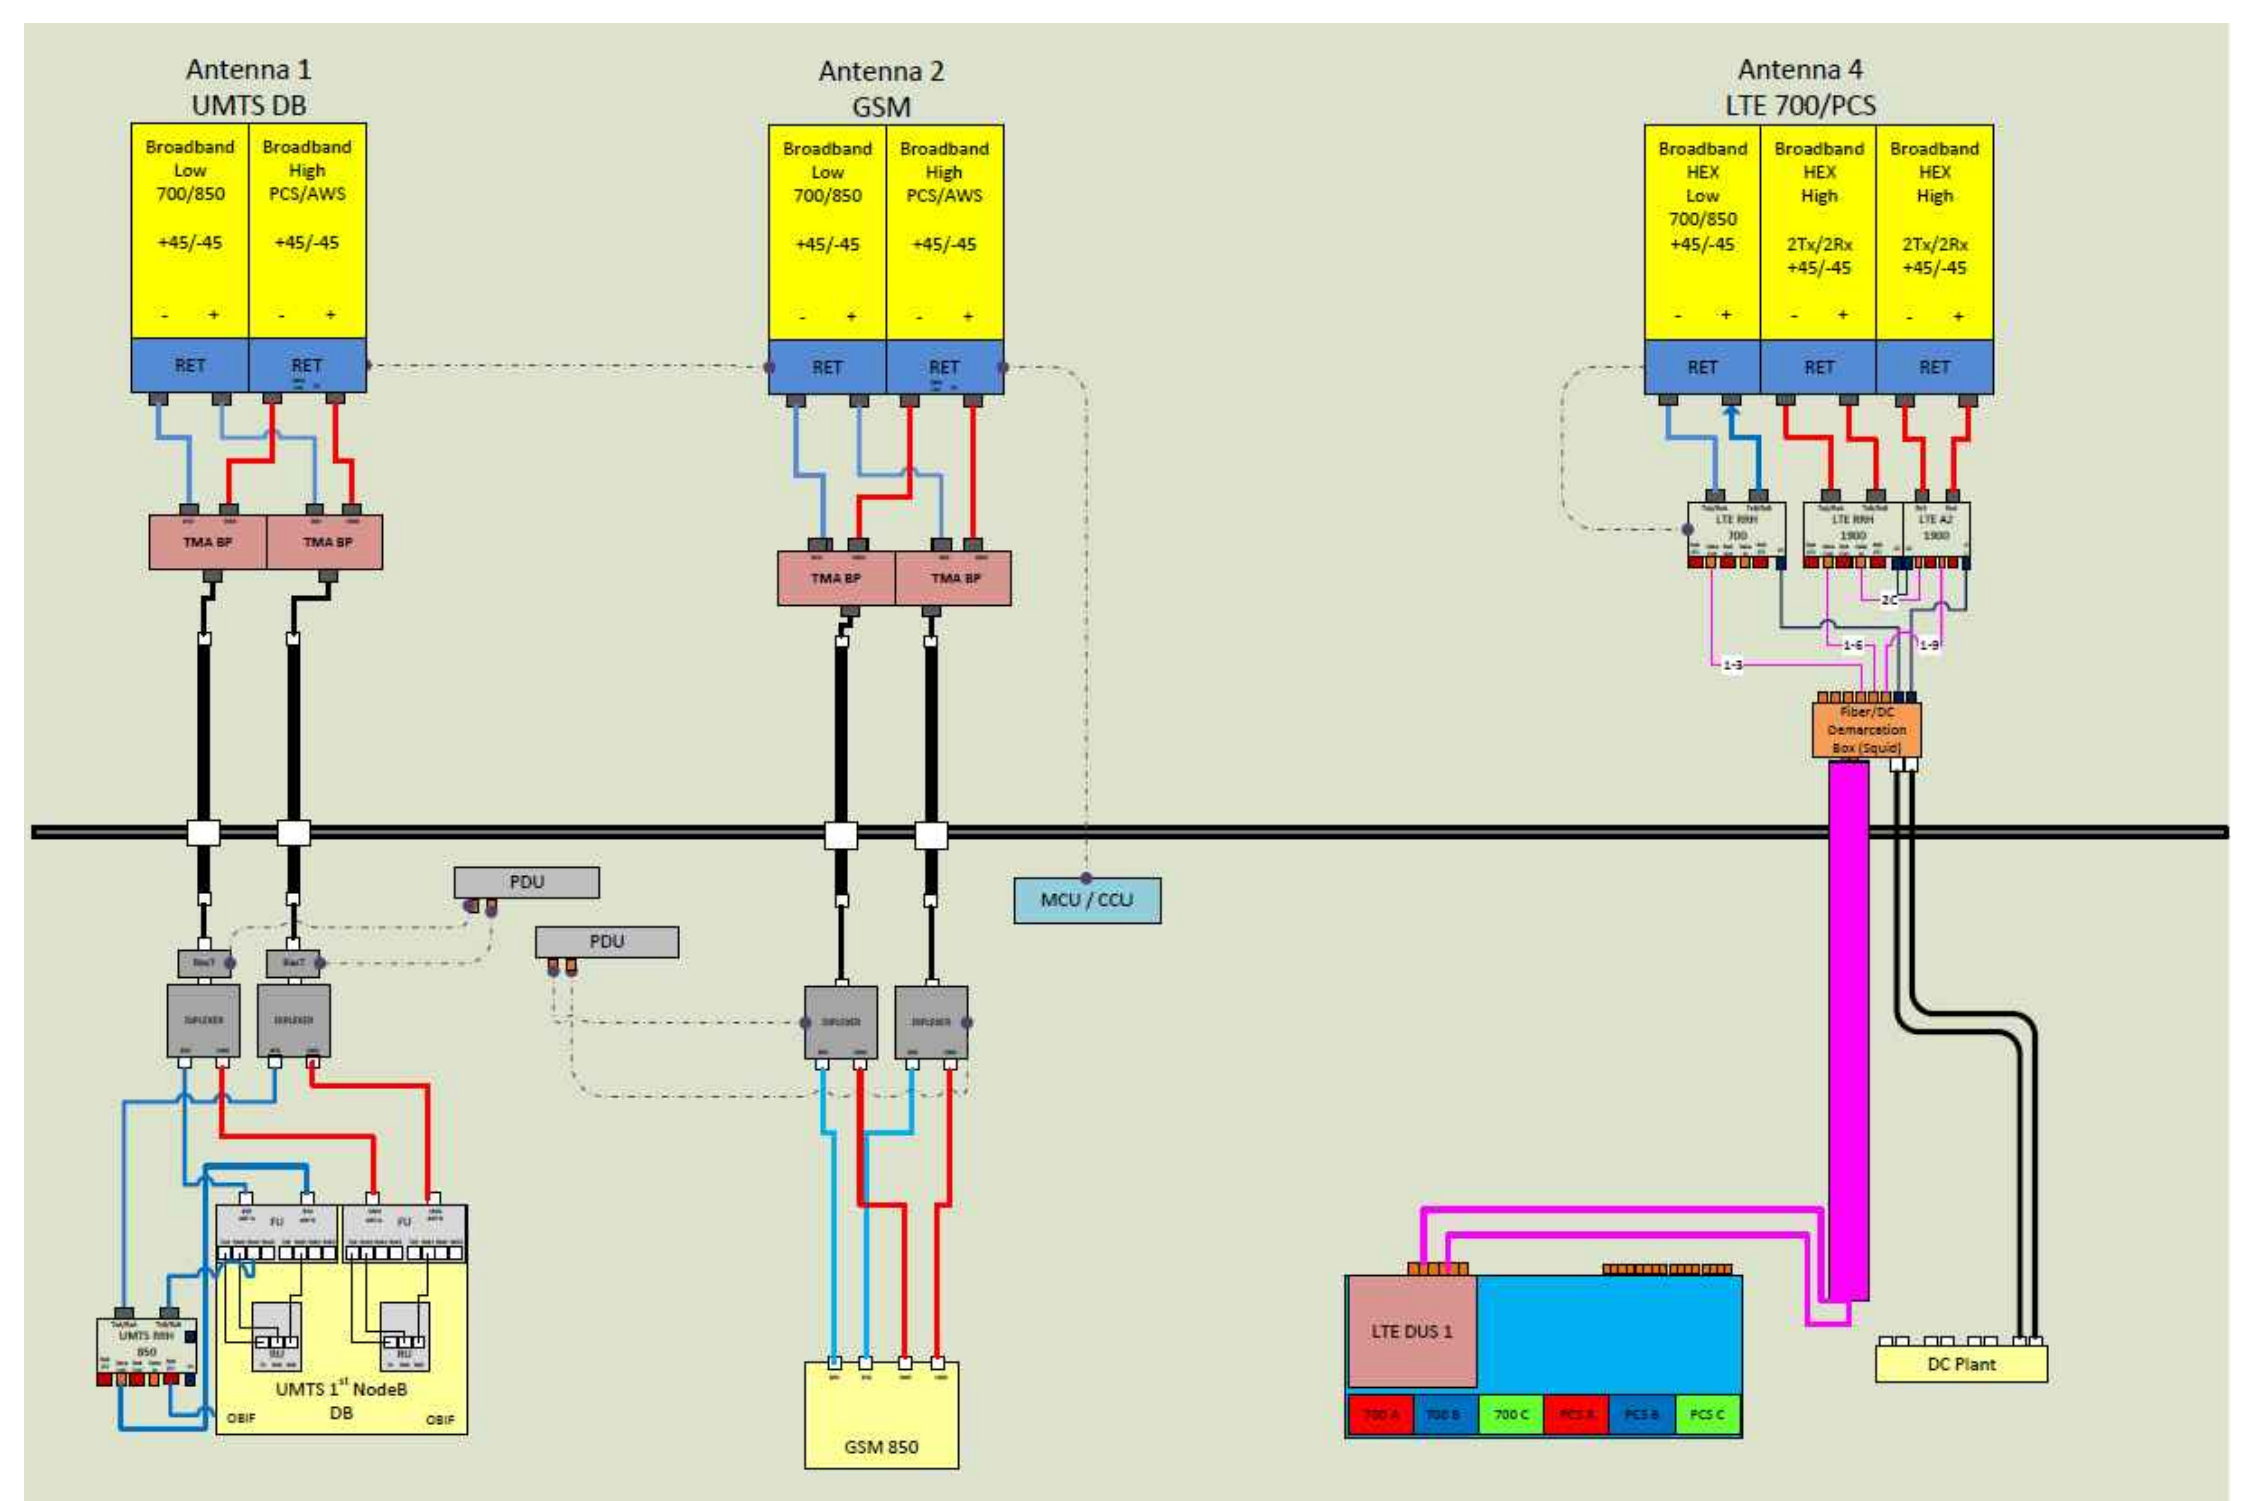 Antenna 1
UMTS DB
Broadband
Low
700/850
+45/-45
- +
RET
Broadband
High
PCS/AWS
+45/-45
- +
RET
TMA BP
TMA BP
Antenna 2
GSM
Broadband
Low
700/850
+45/-45
- +
RET
Broadband
High
PCS/AWS
+45/-45
- +
RET
TMA BP
TMA BP
Antenna 4
LTE 700/PCS
Broadband
HEX
Low
700/850
+45/-45
- +
RET
Broadband
HEX
High
2Tx/2Rx
+45/-45
- +
RET
Broadband
HEX
High
2Tx/2Rx
+45/-45
- +
RET
LTE RRH
700
LTE RRH
1900
LTE A2
1900
2C
1-6
1-9
1-3
Fiber/DC
Demarcation
Box (Squid)
PDU
PDU
MCU / CCU
BiasT
BiasT
DIPLEXER
DIPLEXER
DIPLEXER
DIPLEXER
FU
FU
RU
RU
UMTS RRH
850
UMTS 1st NodeB
DB
OBIF
OBIF
GSM 850
LTE DUS 1
700 A
700 B
700 C
PCS A
PCS B
PCS C
DC Plant